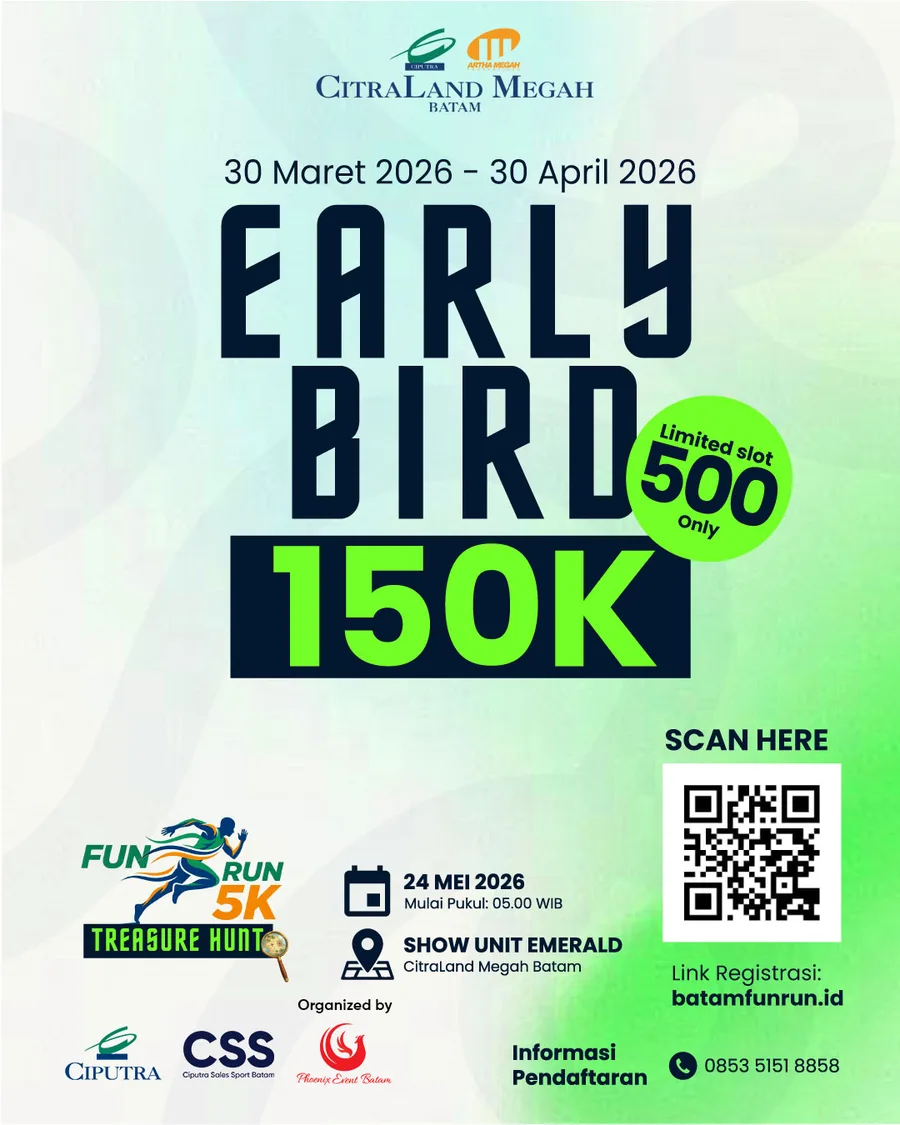 CIPUTRA
ARTHA MEGAH
CITRALAND MEGAH
BATAM
30 Maret 2026 - 30 April 2026
EARLY
BIRD
Limited slot
500
Only
150K
SCAN HERE
FUN
RUN
5K
TREASURE HUNT
24 MEI 2026
Mulai Pukul: 05.00 WIB
SHOW UNIT EMERALD
CitraLand Megah Batam
Link Registrasi:
batamfunrun.id
Organized by
CIPUTRA
CSS
Ciputra Sales Sport Batam
Phoenix Event Batam
Informasi
Pendaftaran
0853 5151 8858